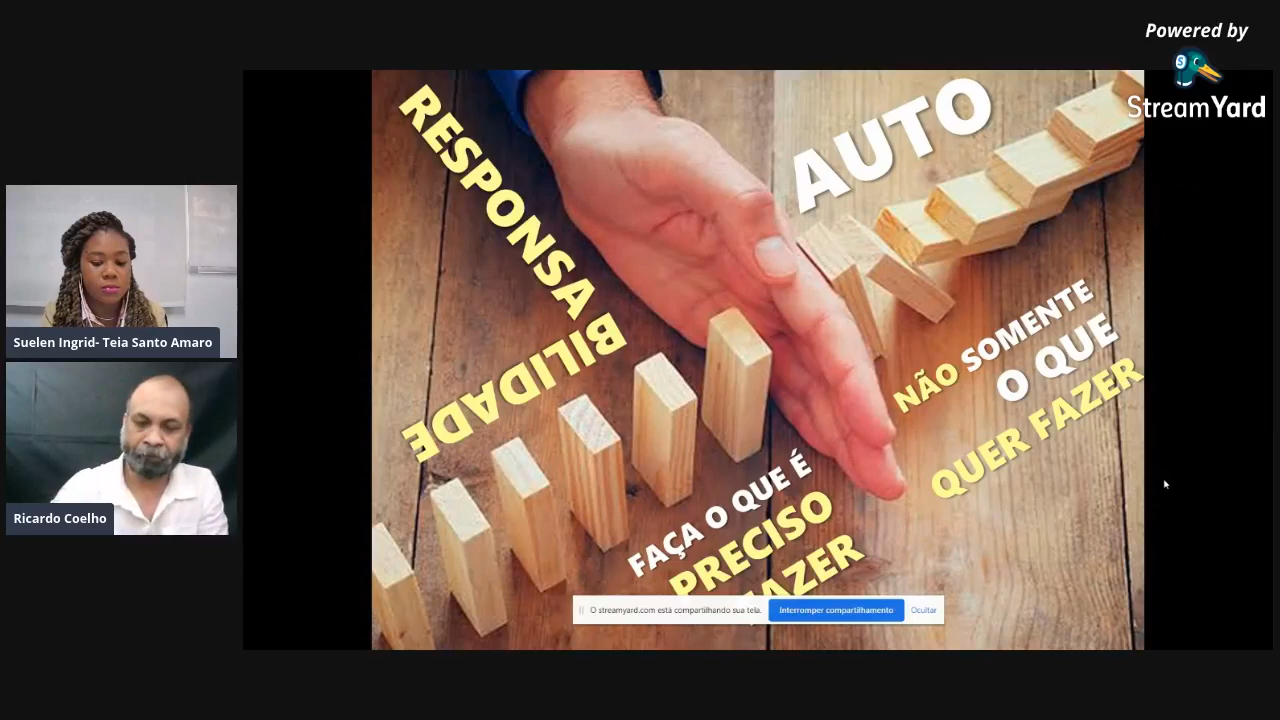 Powered by
StreamYard
AUTO
RESPONSA
BILIDADE
NÃO SOMENTE
O QUE
QUER FAZER
FAÇA O QUE É
PRECISO
FAZER
Suelen Ingrid- Teia Santo Amaro
Ricardo Coelho
O streamyard.com está compartilhando sua tela.
Interromper compartilhamento
Ocultar